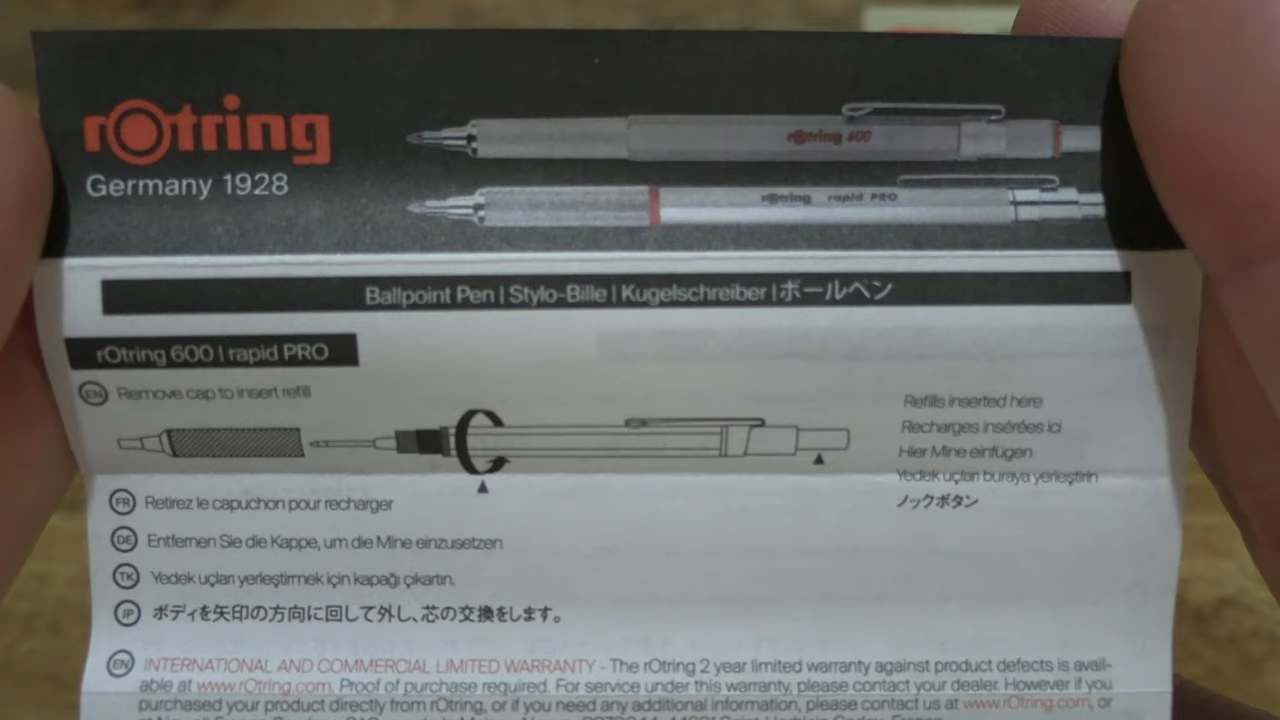 rOtring
Germany 1928
rOtring 600
rOtring rapid PRO
Ballpoint Pen | Stylo-Bille | Kugelschreiber | ボールペン
rOtring 600 | rapid PRO
EN Remove cap to insert refill
Refills inserted here
Recharges insérées ici
Hier Mine einfügen
Yedek uçları buraya yerleştirin
ノックボタン
FR Retirez le capuchon pour recharger
DE Entfernen Sie die Kappe, um die Mine einzusetzen
TK Yedek uçları yerleştirmek için kapağı çıkartın.
JP ボディを矢印の方向に回して外し、芯の交換をします。
EN INTERNATIONAL AND COMMERCIAL LIMITED WARRANTY - The rOtring 2 year limited warranty against product defects is avail-
able at www.rOtring.com. Proof of purchase required. For service under this warranty, please contact your dealer. However if you
purchased your product directly from rOtring, or if you need any additional information, please contact us at www.rOtring.com, or